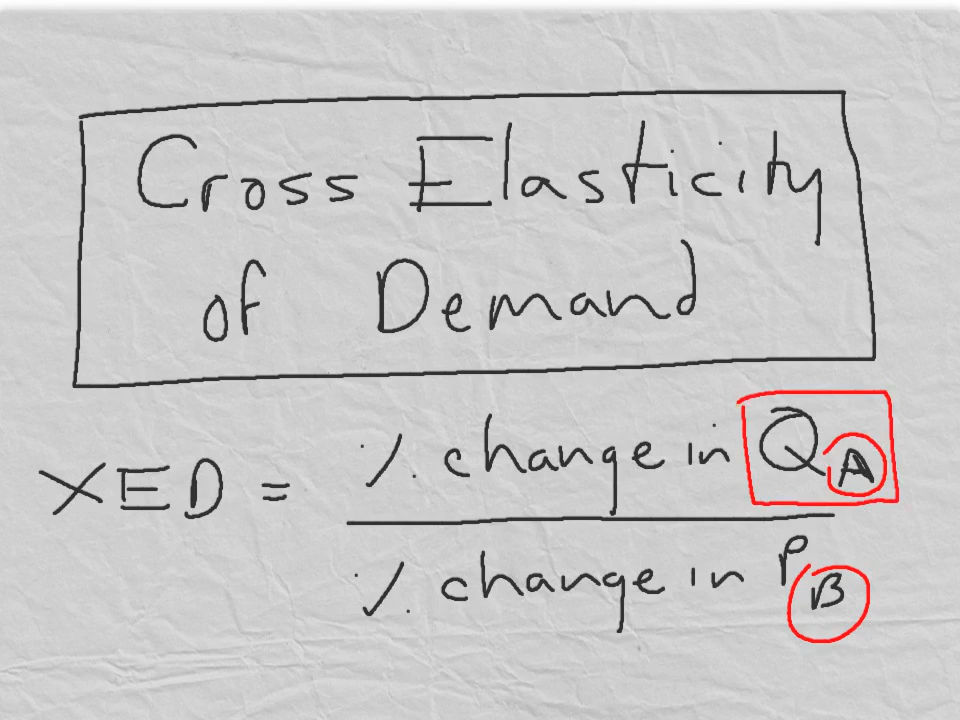 Cross Elasticity
of Demand
% change in QA
XED =
% change in PB